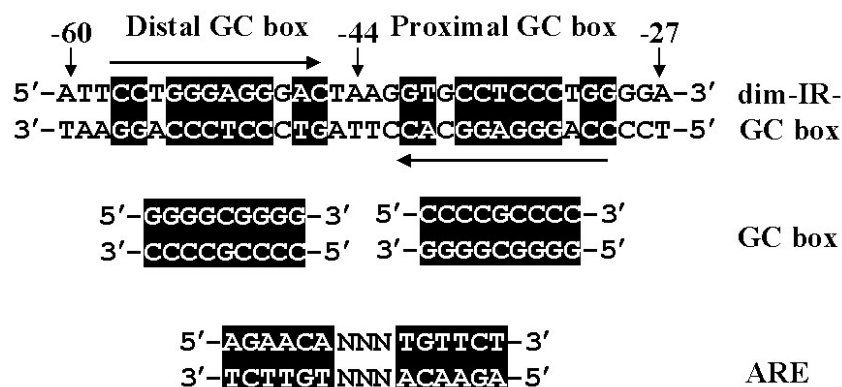 -60 Distal GC box -44 Proximal GC box -27
5′-ATTCCTGGGAGGGACTAAGGTGCCTCCCTGGGGA-3′ dim-IR-
3′-TAAGGACCCTCCCTGATTCCACGGAGGGACCCCT-5′ GC box
5′-GGGGCGGGG-3′ 5′-CCCCGCCCC-3′
3′-CCCCGCCCC-5′ 3′-GGGGCGGGG-5′ GC box
5′-AGAACANNNTGTTCT-3′
3′-TCTTGTNNNACAAGA-5′ ARE